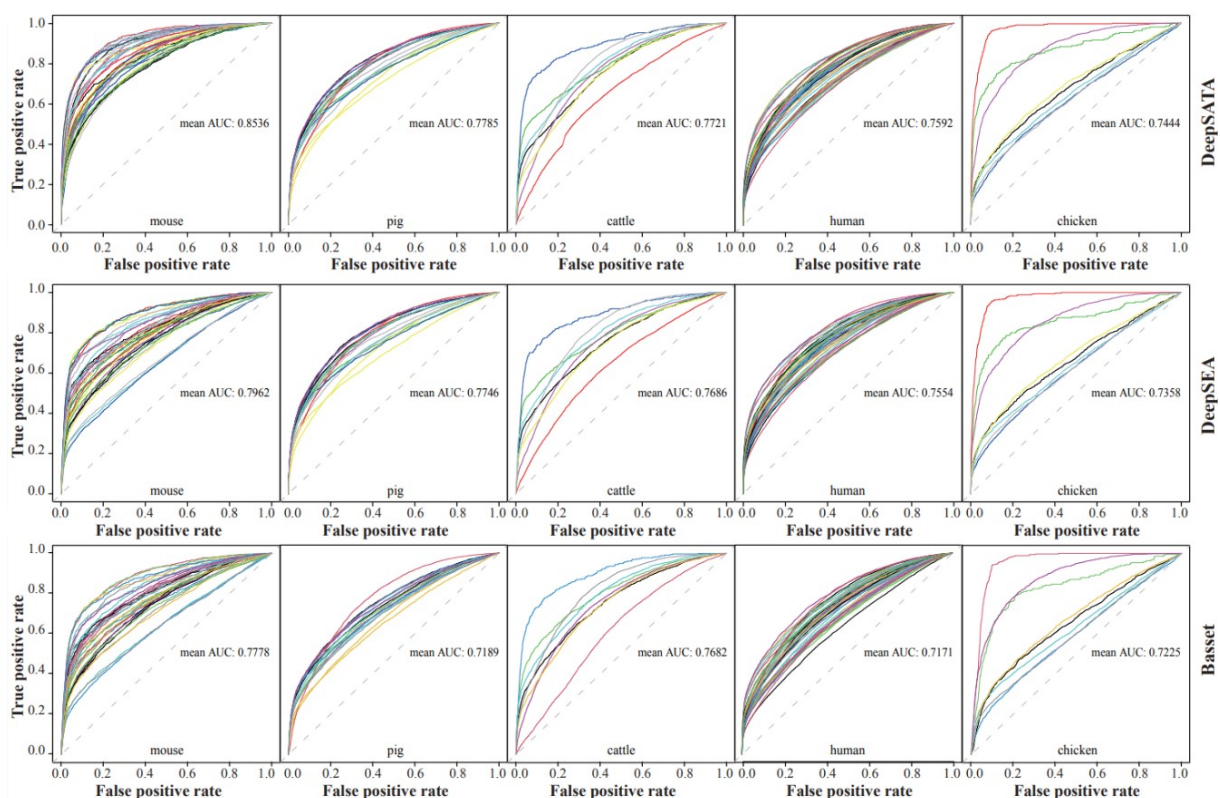 True positive rate
1.0
0.8
0.6
0.4
0.2
0.0
mean AUC: 0.8536
mouse
mean AUC: 0.7785
pig
mean AUC: 0.7721
cattle
mean AUC: 0.7592
human
mean AUC: 0.7444
chicken
DeepSATA
0.0 0.2 0.4 0.6 0.8 1.0 0.0 0.2 0.4 0.6 0.8 1.0 0.0 0.2 0.4 0.6 0.8 1.0 0.0 0.2 0.4 0.6 0.8 1.0 0.0 0.2 0.4 0.6 0.8 1.0
False positive rate False positive rate False positive rate False positive rate False positive rate
True positive rate
1.0
0.8
0.6
0.4
0.2
0.0
mean AUC: 0.7962
mouse
mean AUC: 0.7746
pig
mean AUC: 0.7686
cattle
mean AUC: 0.7554
human
mean AUC: 0.7358
chicken
DeepSEA
0.0 0.2 0.4 0.6 0.8 1.0 0.0 0.2 0.4 0.6 0.8 1.0 0.0 0.2 0.4 0.6 0.8 1.0 0.0 0.2 0.4 0.6 0.8 1.0 0.0 0.2 0.4 0.6 0.8 1.0
False positive rate False positive rate False positive rate False positive rate False positive rate
True positive rate
1.0
0.8
0.6
0.4
0.2
0.0
mean AUC: 0.7778
mouse
mean AUC: 0.7189
pig
mean AUC: 0.7682
cattle
mean AUC: 0.7171
human
mean AUC: 0.7225
chicken
Basset
0.0 0.2 0.4 0.6 0.8 1.0 0.0 0.2 0.4 0.6 0.8 1.0 0.0 0.2 0.4 0.6 0.8 1.0 0.0 0.2 0.4 0.6 0.8 1.0 0.0 0.2 0.4 0.6 0.8 1.0
False positive rate False positive rate False positive rate False positive rate False positive rate